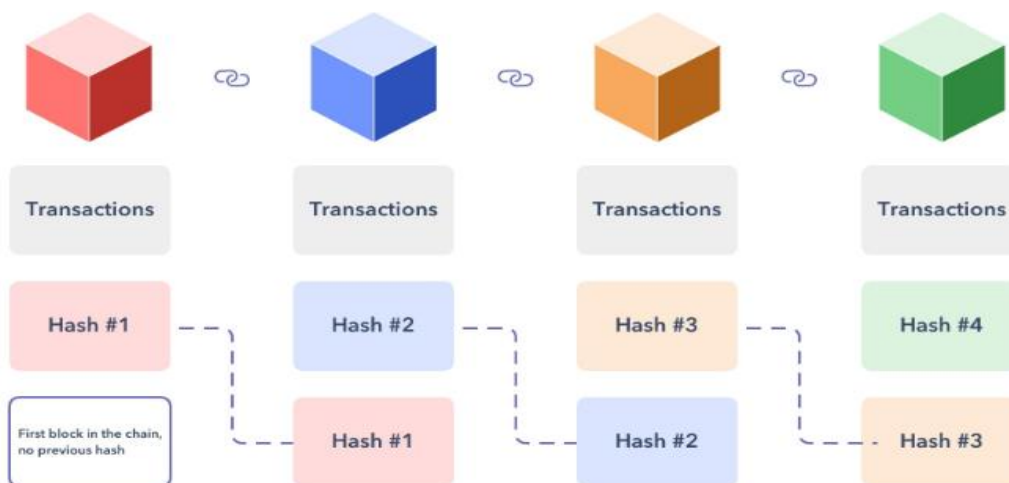 Transactions
Transactions
Transactions
Transactions
Hash #1
Hash #2
Hash #3
Hash #4
First block in the chain,
no previous hash
Hash #1
Hash #2
Hash #3